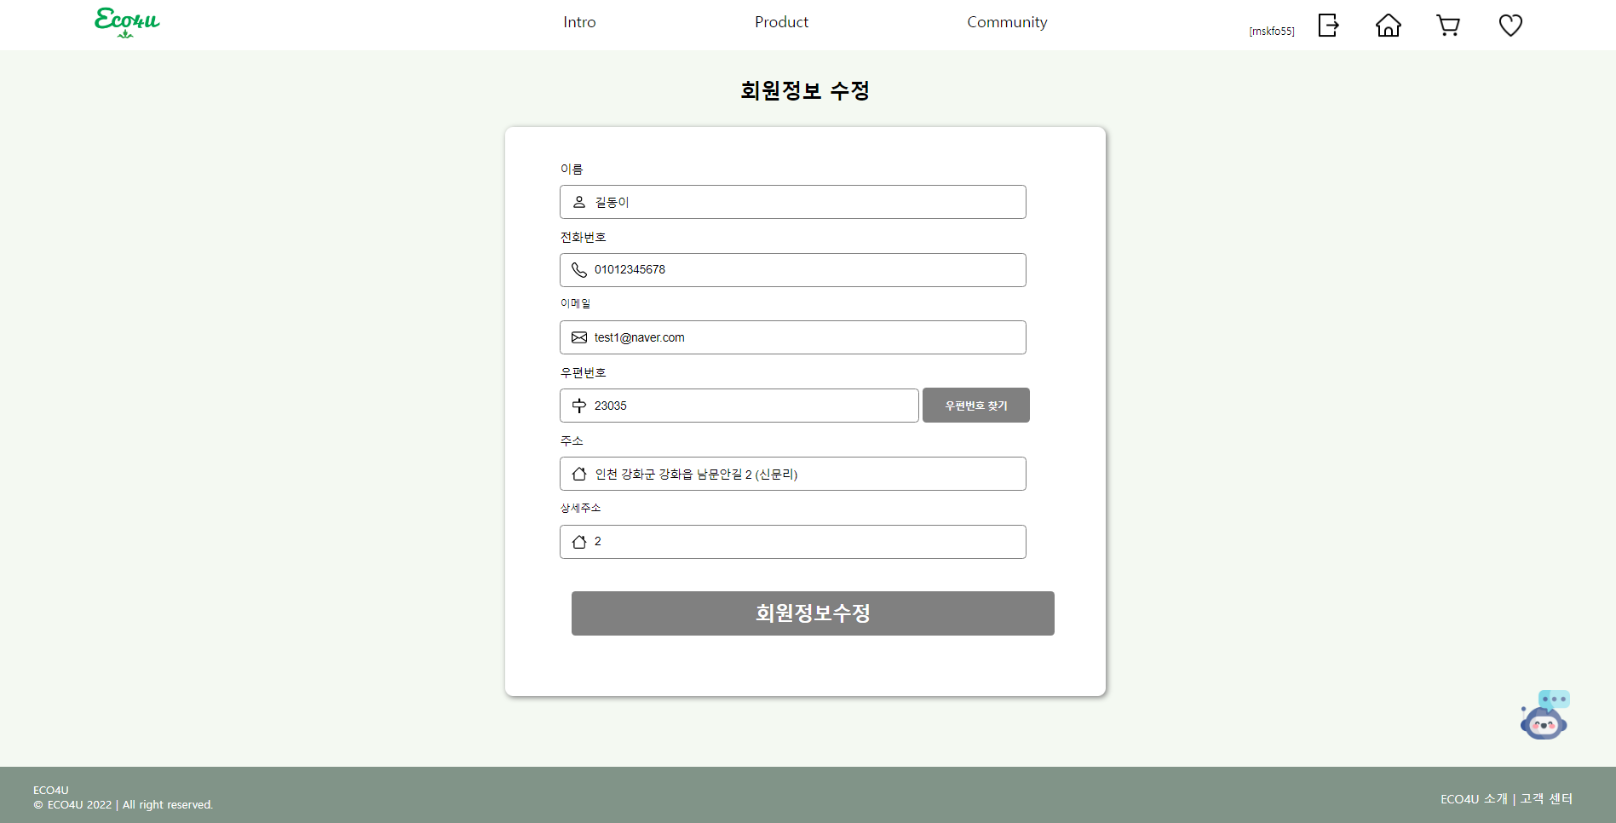 Eco4u
Intro
Product
Community
[rnskfo55]
회원정보 수정
이름
길동이
전화번호
01012345678
이메일
test1@naver.com
우편번호
23035
우편번호 찾기
주소
인천 강화군 강화읍 남문안길 2 (신문리)
상세주소
2
회원정보수정
ECO4U
© ECO4U 2022 | All right reserved.
ECO4U 소개 | 고객 센터